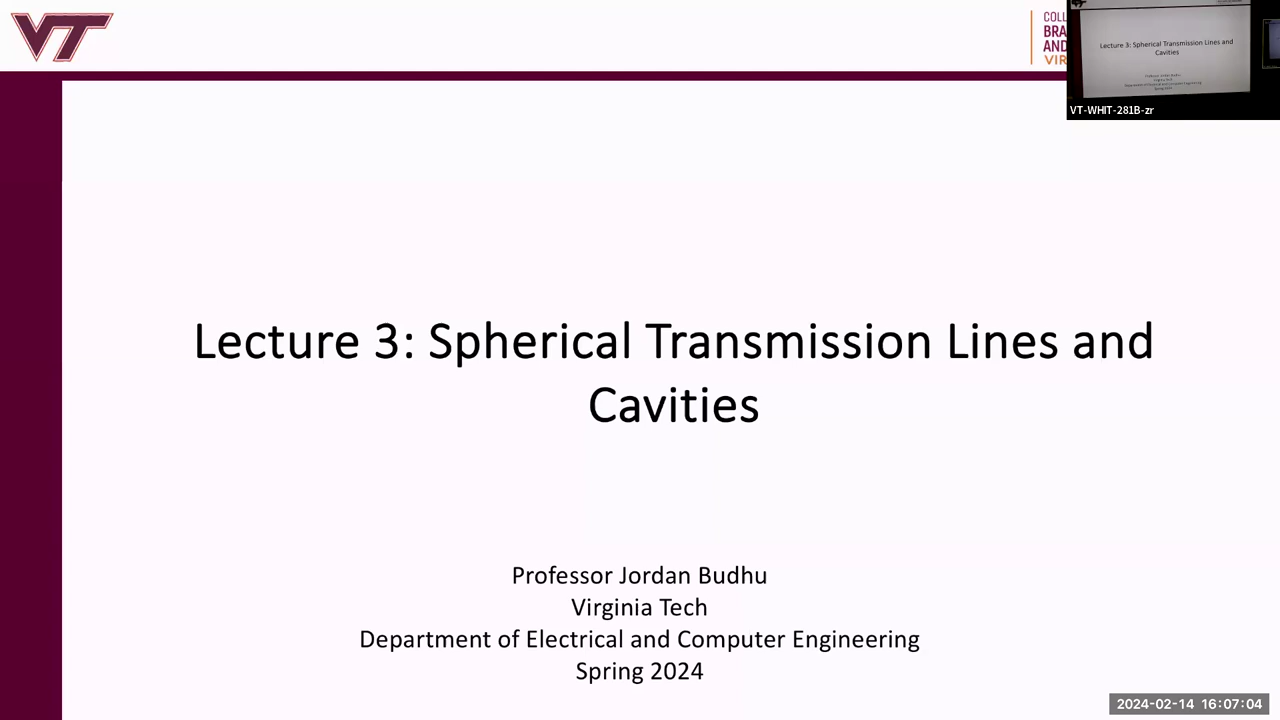 VT
COLL
BRA
AND
VIR
Lecture 3: Spherical Transmission Lines and
Cavities
VT-WHIT-281B-zr
Lecture 3: Spherical Transmission Lines and
Cavities
Professor Jordan Budhu
Virginia Tech
Department of Electrical and Computer Engineering
Spring 2024
2024-02-14 16:07:04